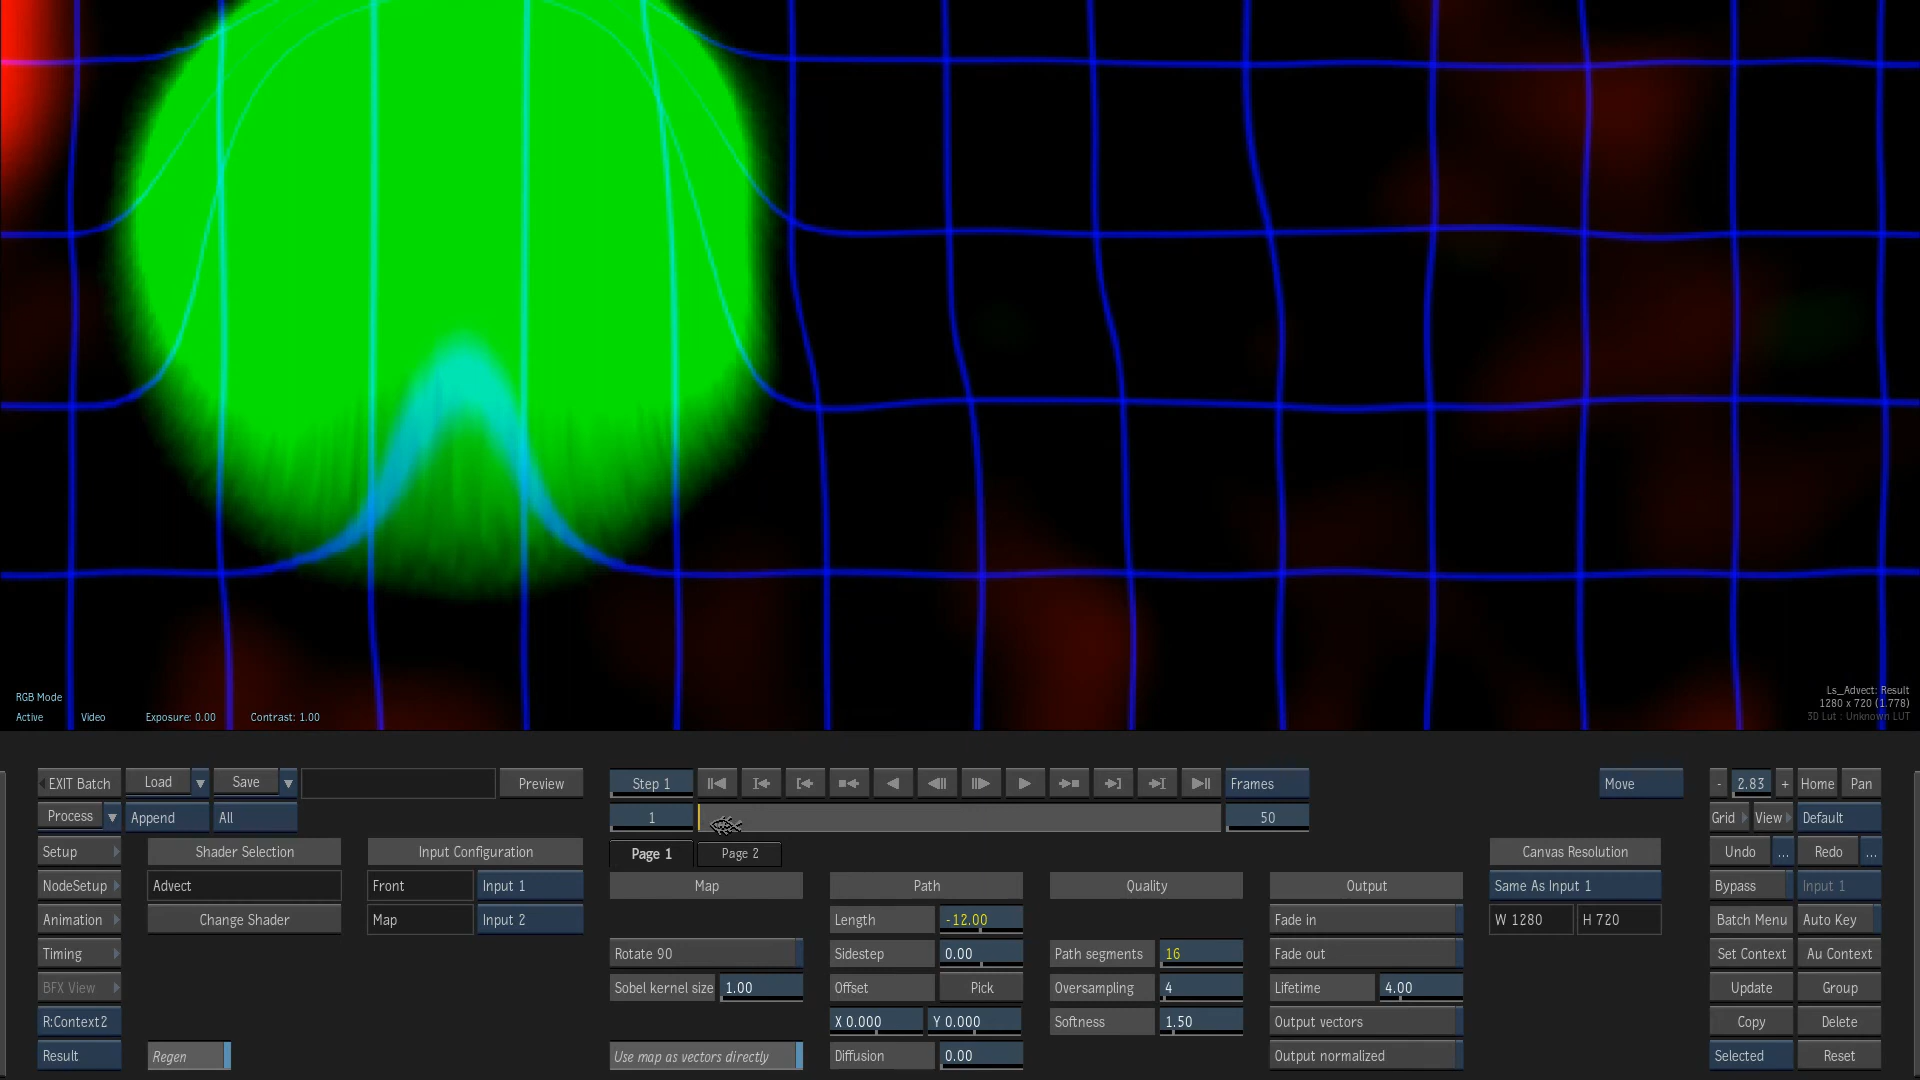 RGB Mode
Active Video Exposure: 0.00 Contrast: 1.00
Ls_Advect: Result
1280 x 720 (1.778)
3D Lut : Unknown LUT
EXIT Batch Load Save Preview Step 1 Frames Move - 2.83 + Home Pan
Process Append All 1 50 Grid View Default
Setup Shader Selection Input Configuration Page 1 Page 2 Canvas Resolution Undo ... Redo ...
NodeSetup Advect Front Input 1 Map Path Quality Output Same As Input 1 Bypass Input 1
Animation Change Shader Map Input 2 Length -12.00 Fade in W 1280 H 720 Batch Menu Auto Key
Timing Rotate 90 Sidestep 0.00 Path segments 16 Fade out Set Context Au Context
BFX View Sobel kernel size 1.00 Offset Pick Oversampling 4 Lifetime 4.00 Update Group
R:Context2 X 0.000 Y 0.000 Softness 1.50 Output vectors Copy Delete
Result Regen Use map as vectors directly Diffusion 0.00 Output normalized Selected Reset